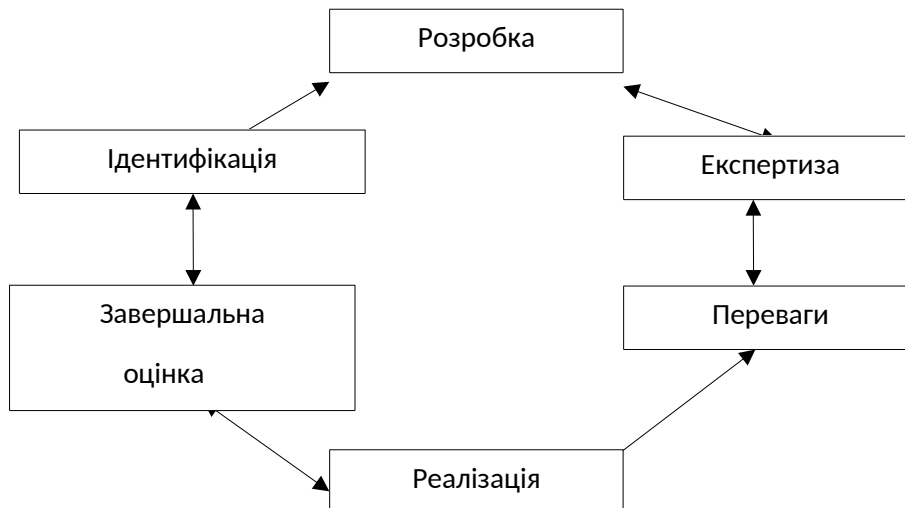 Розробка
Ідентифікація
Експертиза
Завершальна
оцінка
Переваги
Реалізація